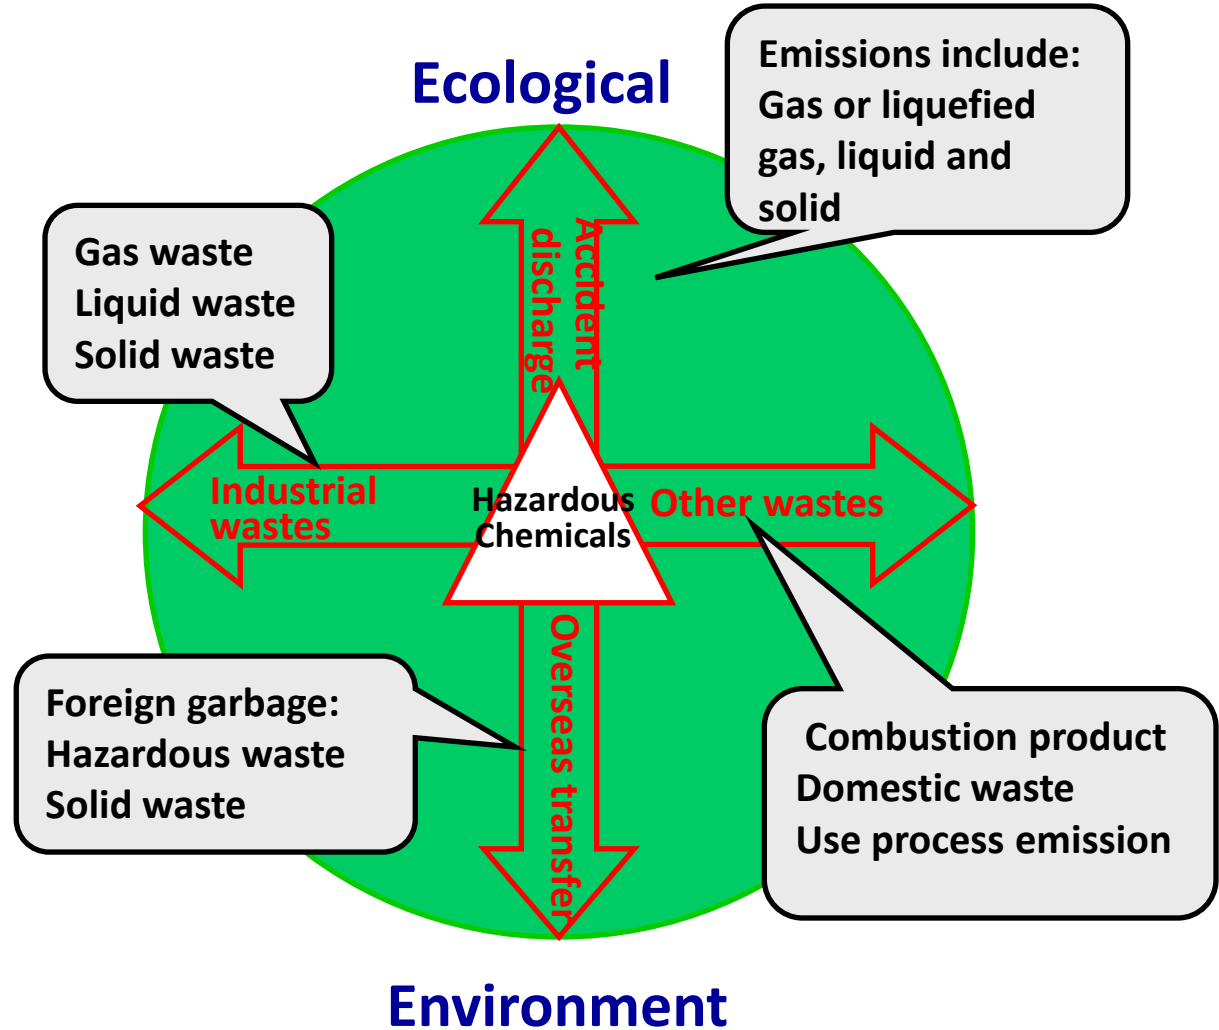 Ecological
Emissions include:
Gas or liquefied
gas, liquid and
solid
Gas waste
Liquid waste
Solid waste
Accident
discharge
Industrial
wastes
Hazardous
Chemicals
Other wastes
Overseas transfer
Foreign garbage:
Hazardous waste
Solid waste
Combustion product
Domestic waste
Use process emission
Environment